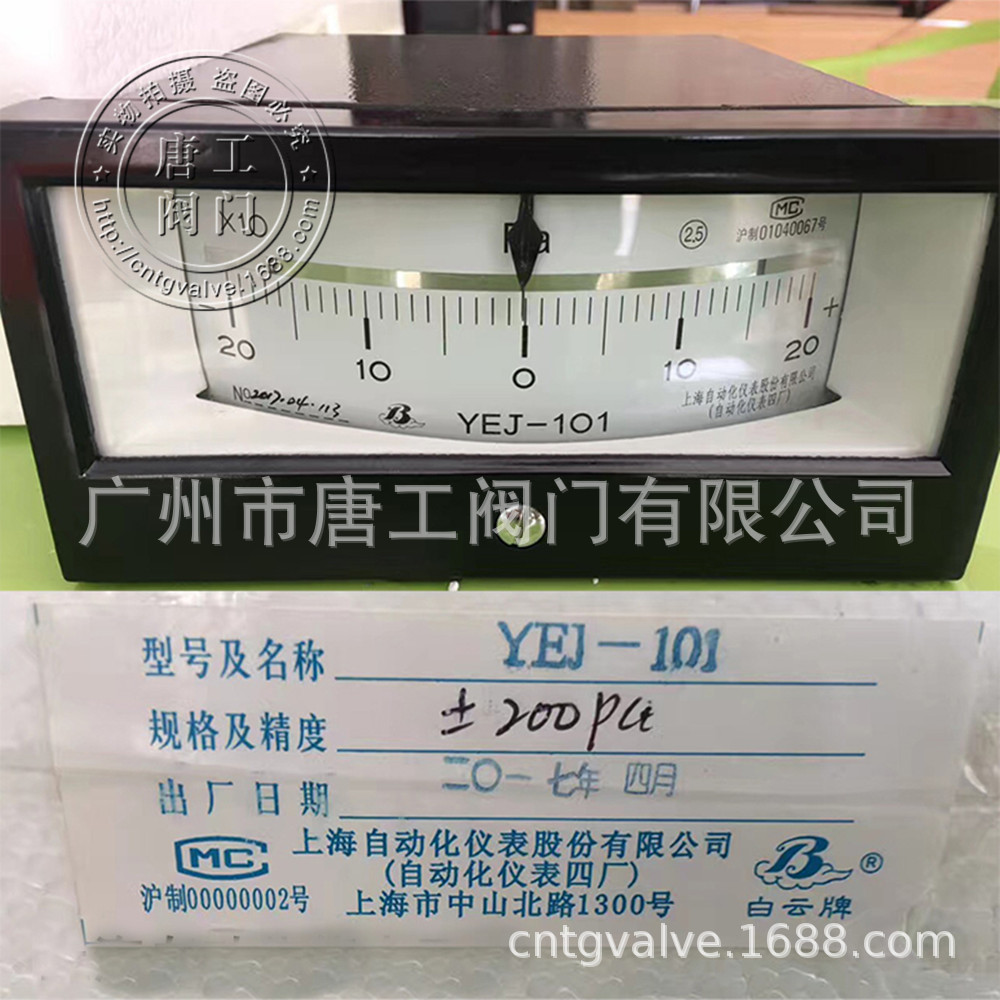 实物拍摄 盗图必究
唐工
阀门
http://cntgvalve.1688.com
X10
Pa
2.5
MC
沪制01040067号
20 10 0 10 20 +
NO2017.04.113
B
YEJ-101
上海自动化仪表股份有限公司
(自动化仪表四厂)
广州市唐工阀门有限公司
型号及名称 YEJ-101
规格及精度 ±200Pa
出厂日期 二〇一七年 四月
MC
上海自动化仪表股份有限公司
(自动化仪表四厂)
B ®
沪制00000002号
上海市中山北路1300号
白云牌
cntgvalve.1688.com